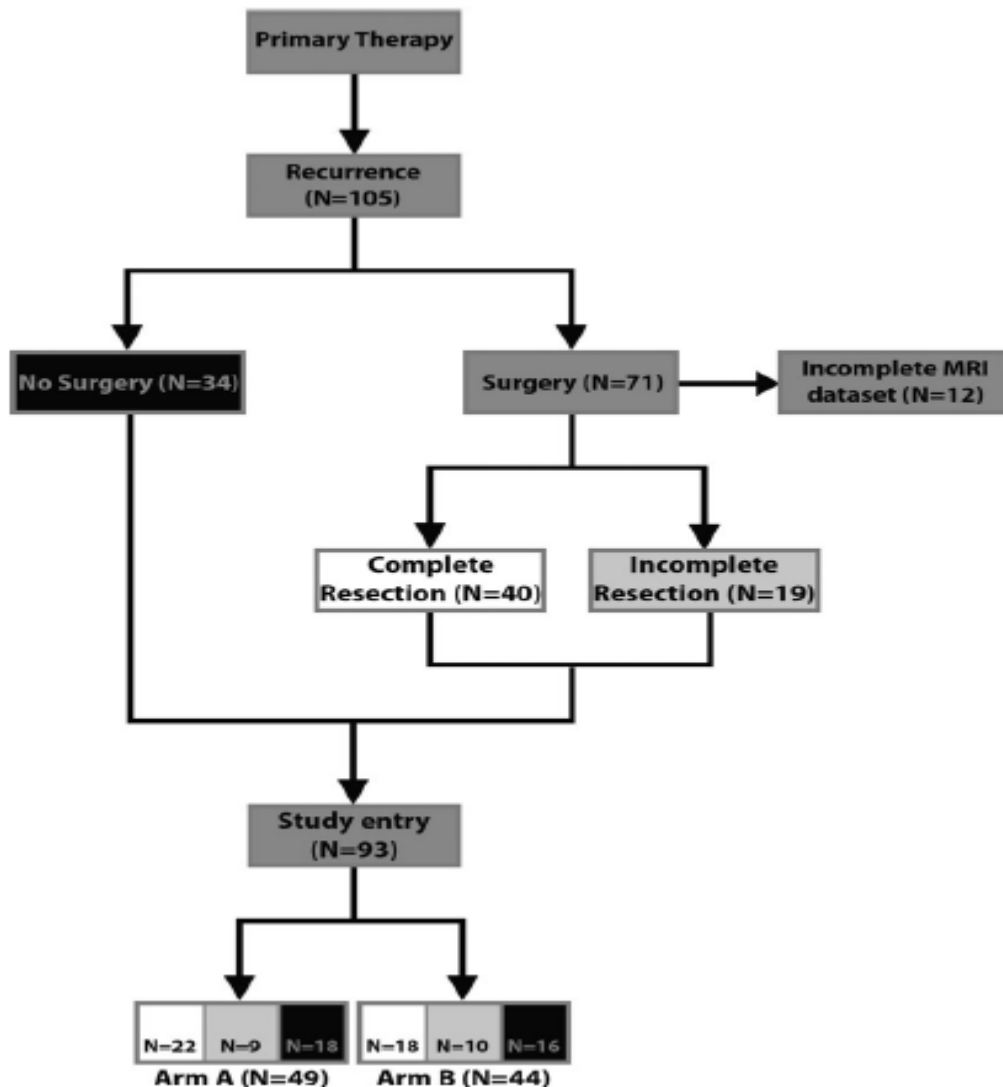 Primary Therapy
Recurrence
(N=105)
No Surgery (N=34)
Surgery (N=71)
Incomplete MRI
dataset (N=12)
Complete
Resection (N=40)
Incomplete
Resection (N=19)
Study entry
(N=93)
N=22
N=9
N=18
N=18
N=10
N=16
Arm A (N=49)
Arm B (N=44)